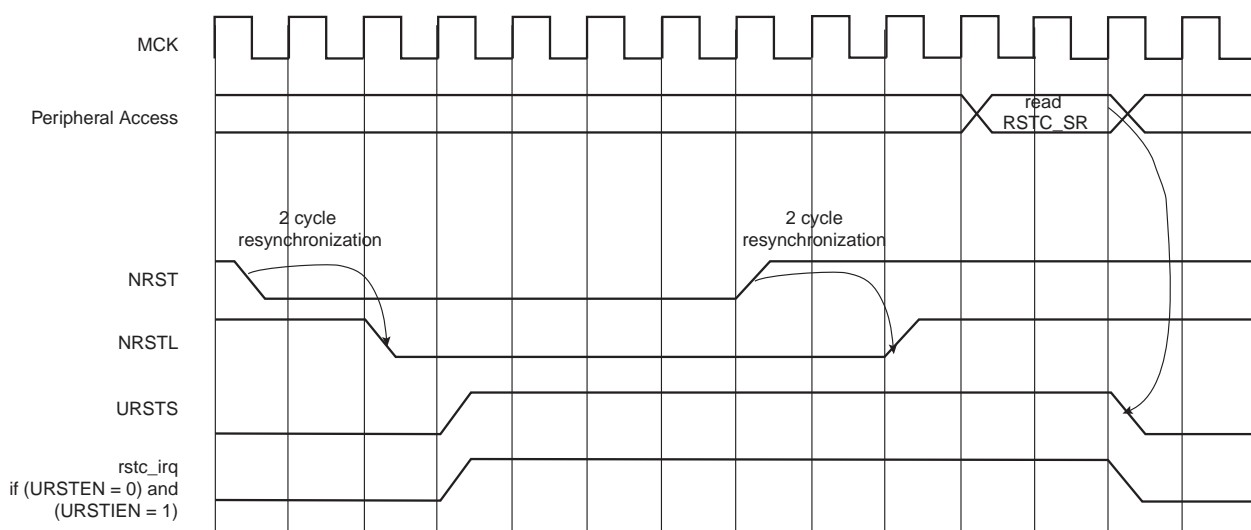 MCK
Peripheral Access
read
RSTC_SR
2 cycle
resynchronization
2 cycle
resynchronization
NRST
NRSTL
URSTS
rstc_irq
if (URSTEN = 0) and
(URSTIEN = 1)